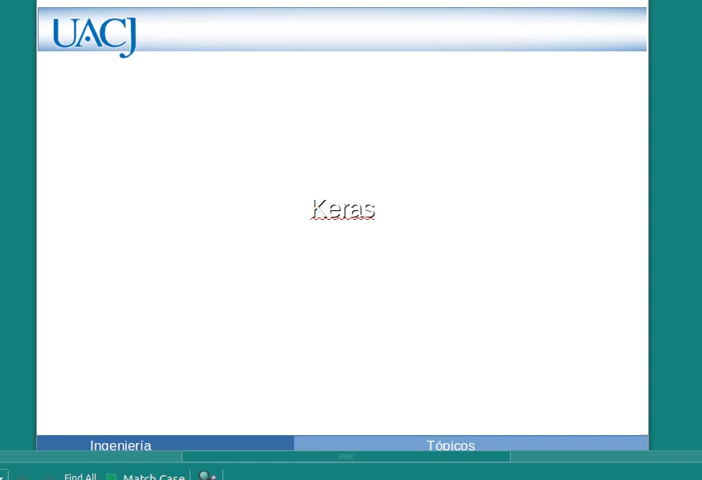 UACJ
Keras
Ingeniería
Tópicos
Find All
Match Case